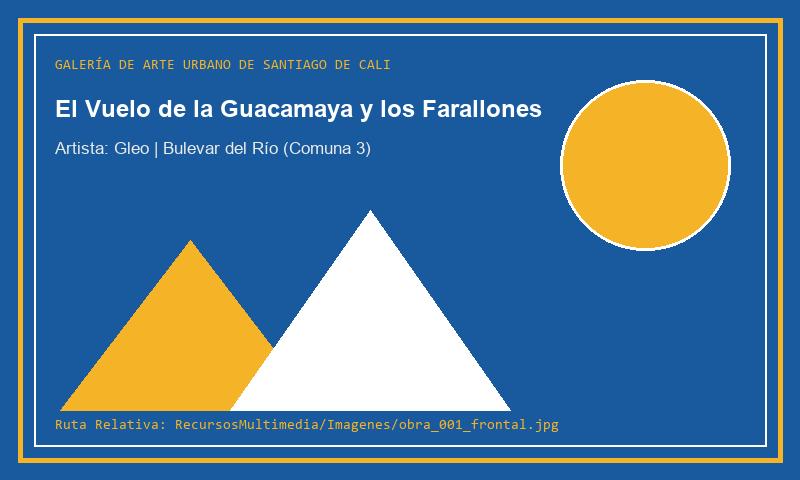 GALERÍA DE ARTE URBANO DE SANTIAGO DE CALI
El Vuelo de la Guacamaya y los Farallones
Artista: Gleo | Bulevar del Río (Comuna 3)
Ruta Relativa: RecursosMultimedia/Imagenes/obra_001_frontal.jpg